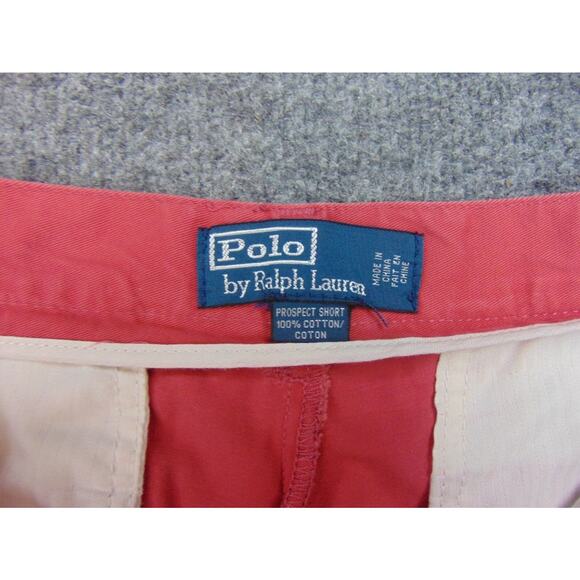 Polo
by Ralph Lauren
MADE IN
CHINA
FAIT EN
CHINE
PROSPECT SHORT
100% COTTON/
COTON